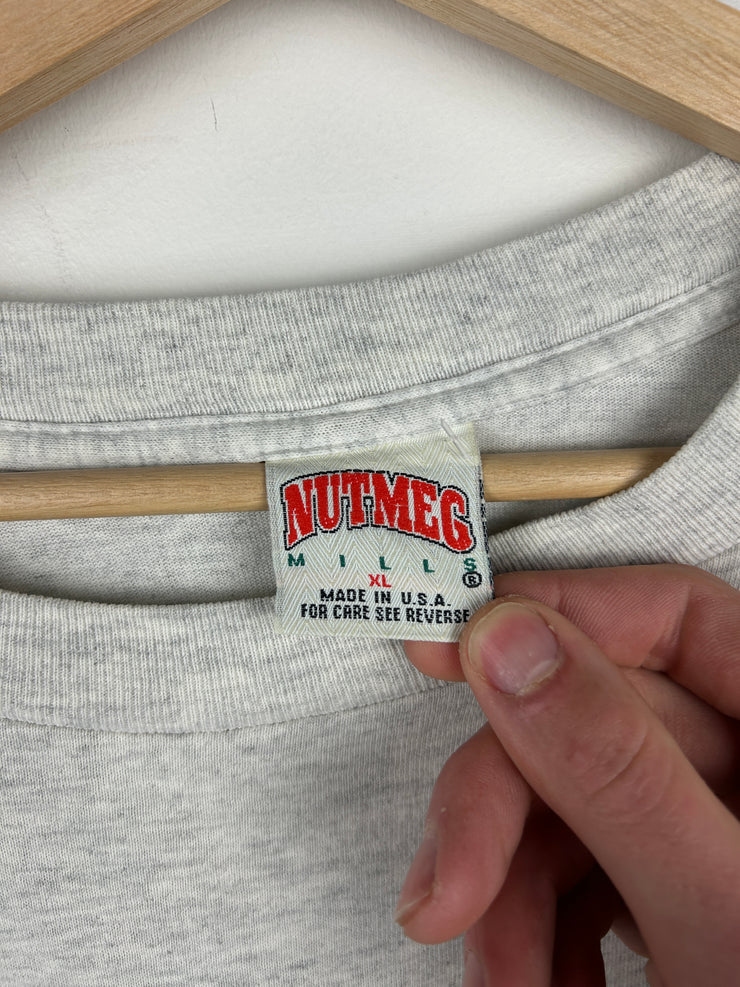 NUTMEG
MILLS
®
XL
MADE IN U.S.A.
FOR CARE SEE REVERSE